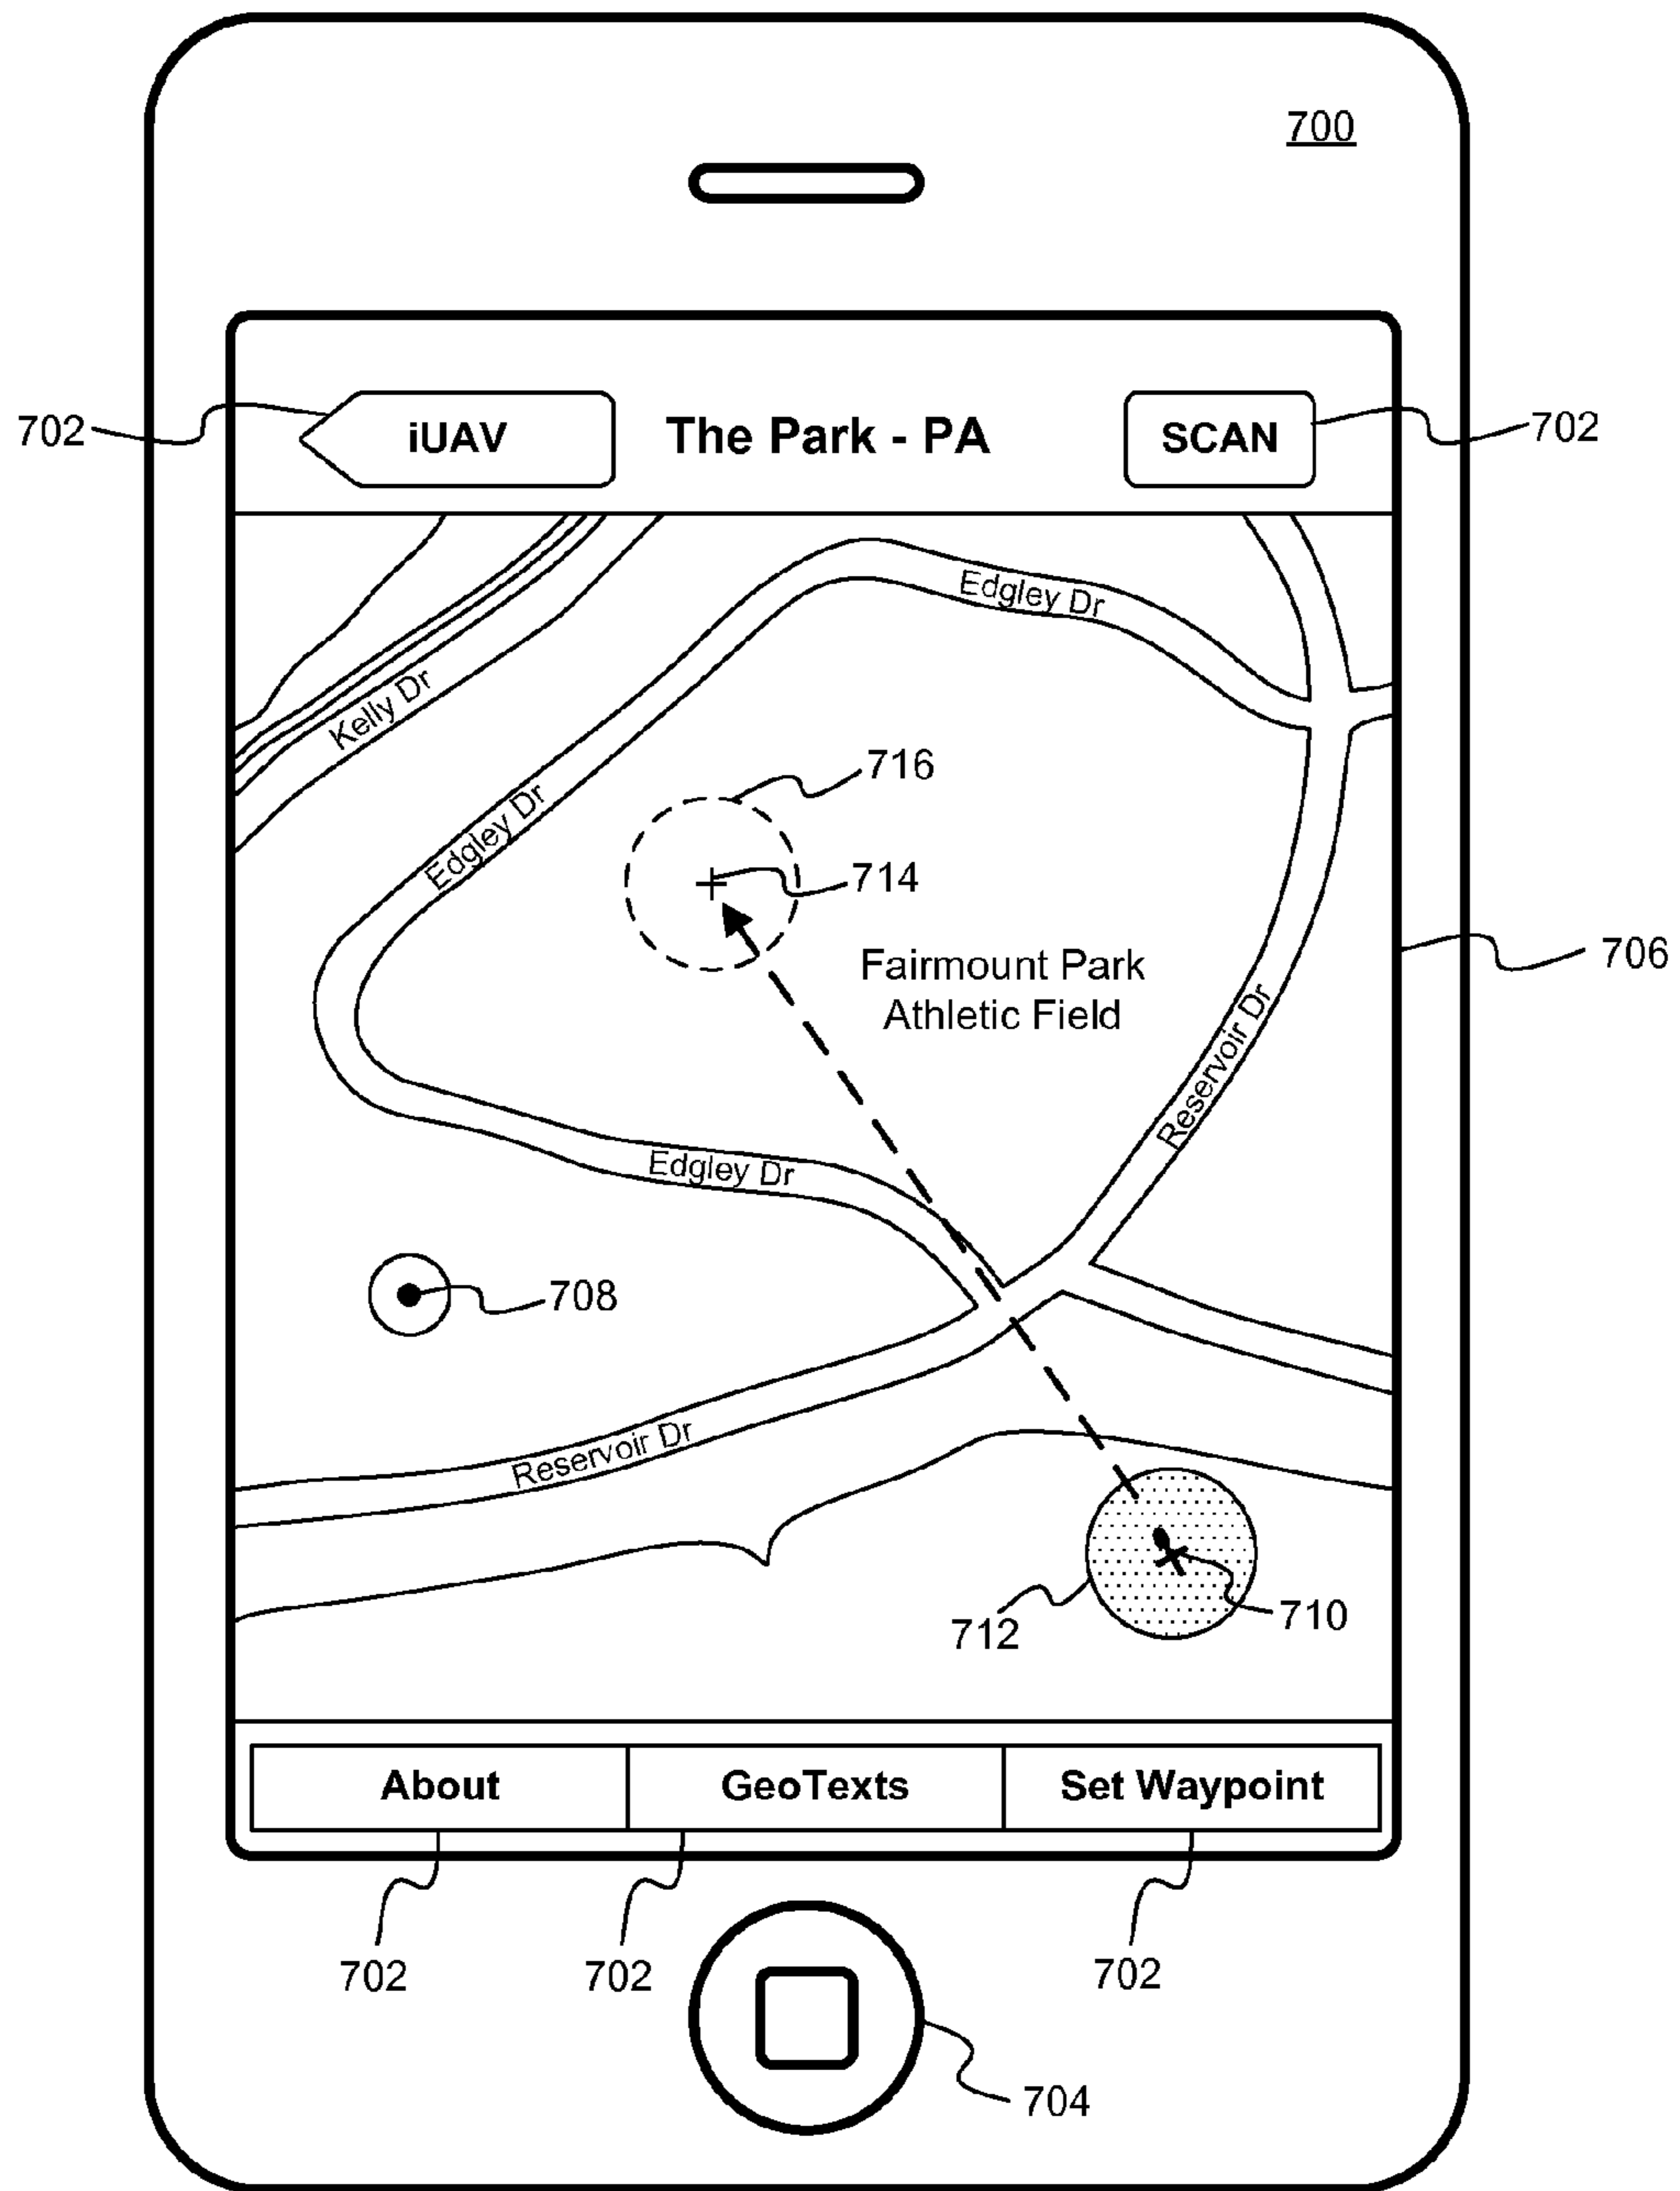 700
702
iUAV
The Park - PA
SCAN
702
Edgley Dr
Kelly Dr
716
Edgley Dr
714
706
Fairmount Park
Athletic Field
Reservoir Dr
Edgley Dr
708
Reservoir Dr
712
710
About
GeoTexts
Set Waypoint
702
702
702
704